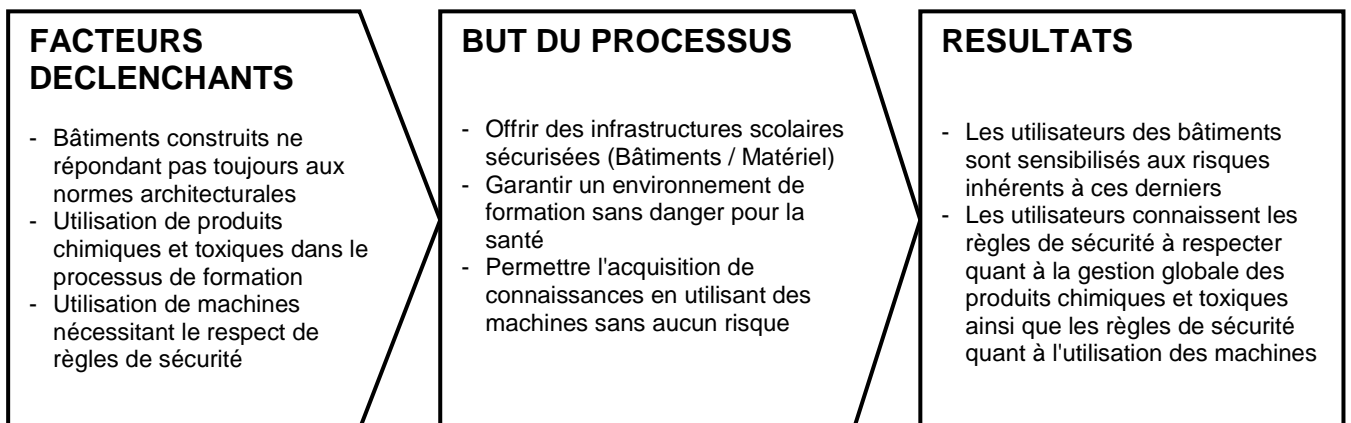 FACTEURS
DECLENCHANTS
- Bâtiments construits ne
répondant pas toujours aux
normes architecturales
- Utilisation de produits
chimiques et toxiques dans le
processus de formation
- Utilisation de machines
nécessitant le respect de
règles de sécurité
BUT DU PROCESSUS
- Offrir des infrastructures scolaires
sécurisées (Bâtiments / Matériel)
- Garantir un environnement de
formation sans danger pour la
santé
- Permettre l'acquisition de
connaissances en utilisant des
machines sans aucun risque
RESULTATS
- Les utilisateurs des bâtiments
sont sensibilisés aux risques
inhérents à ces derniers
- Les utilisateurs connaissent les
règles de sécurité à respecter
quant à la gestion globale des
produits chimiques et toxiques
ainsi que les règles de sécurité
quant à l'utilisation des machines